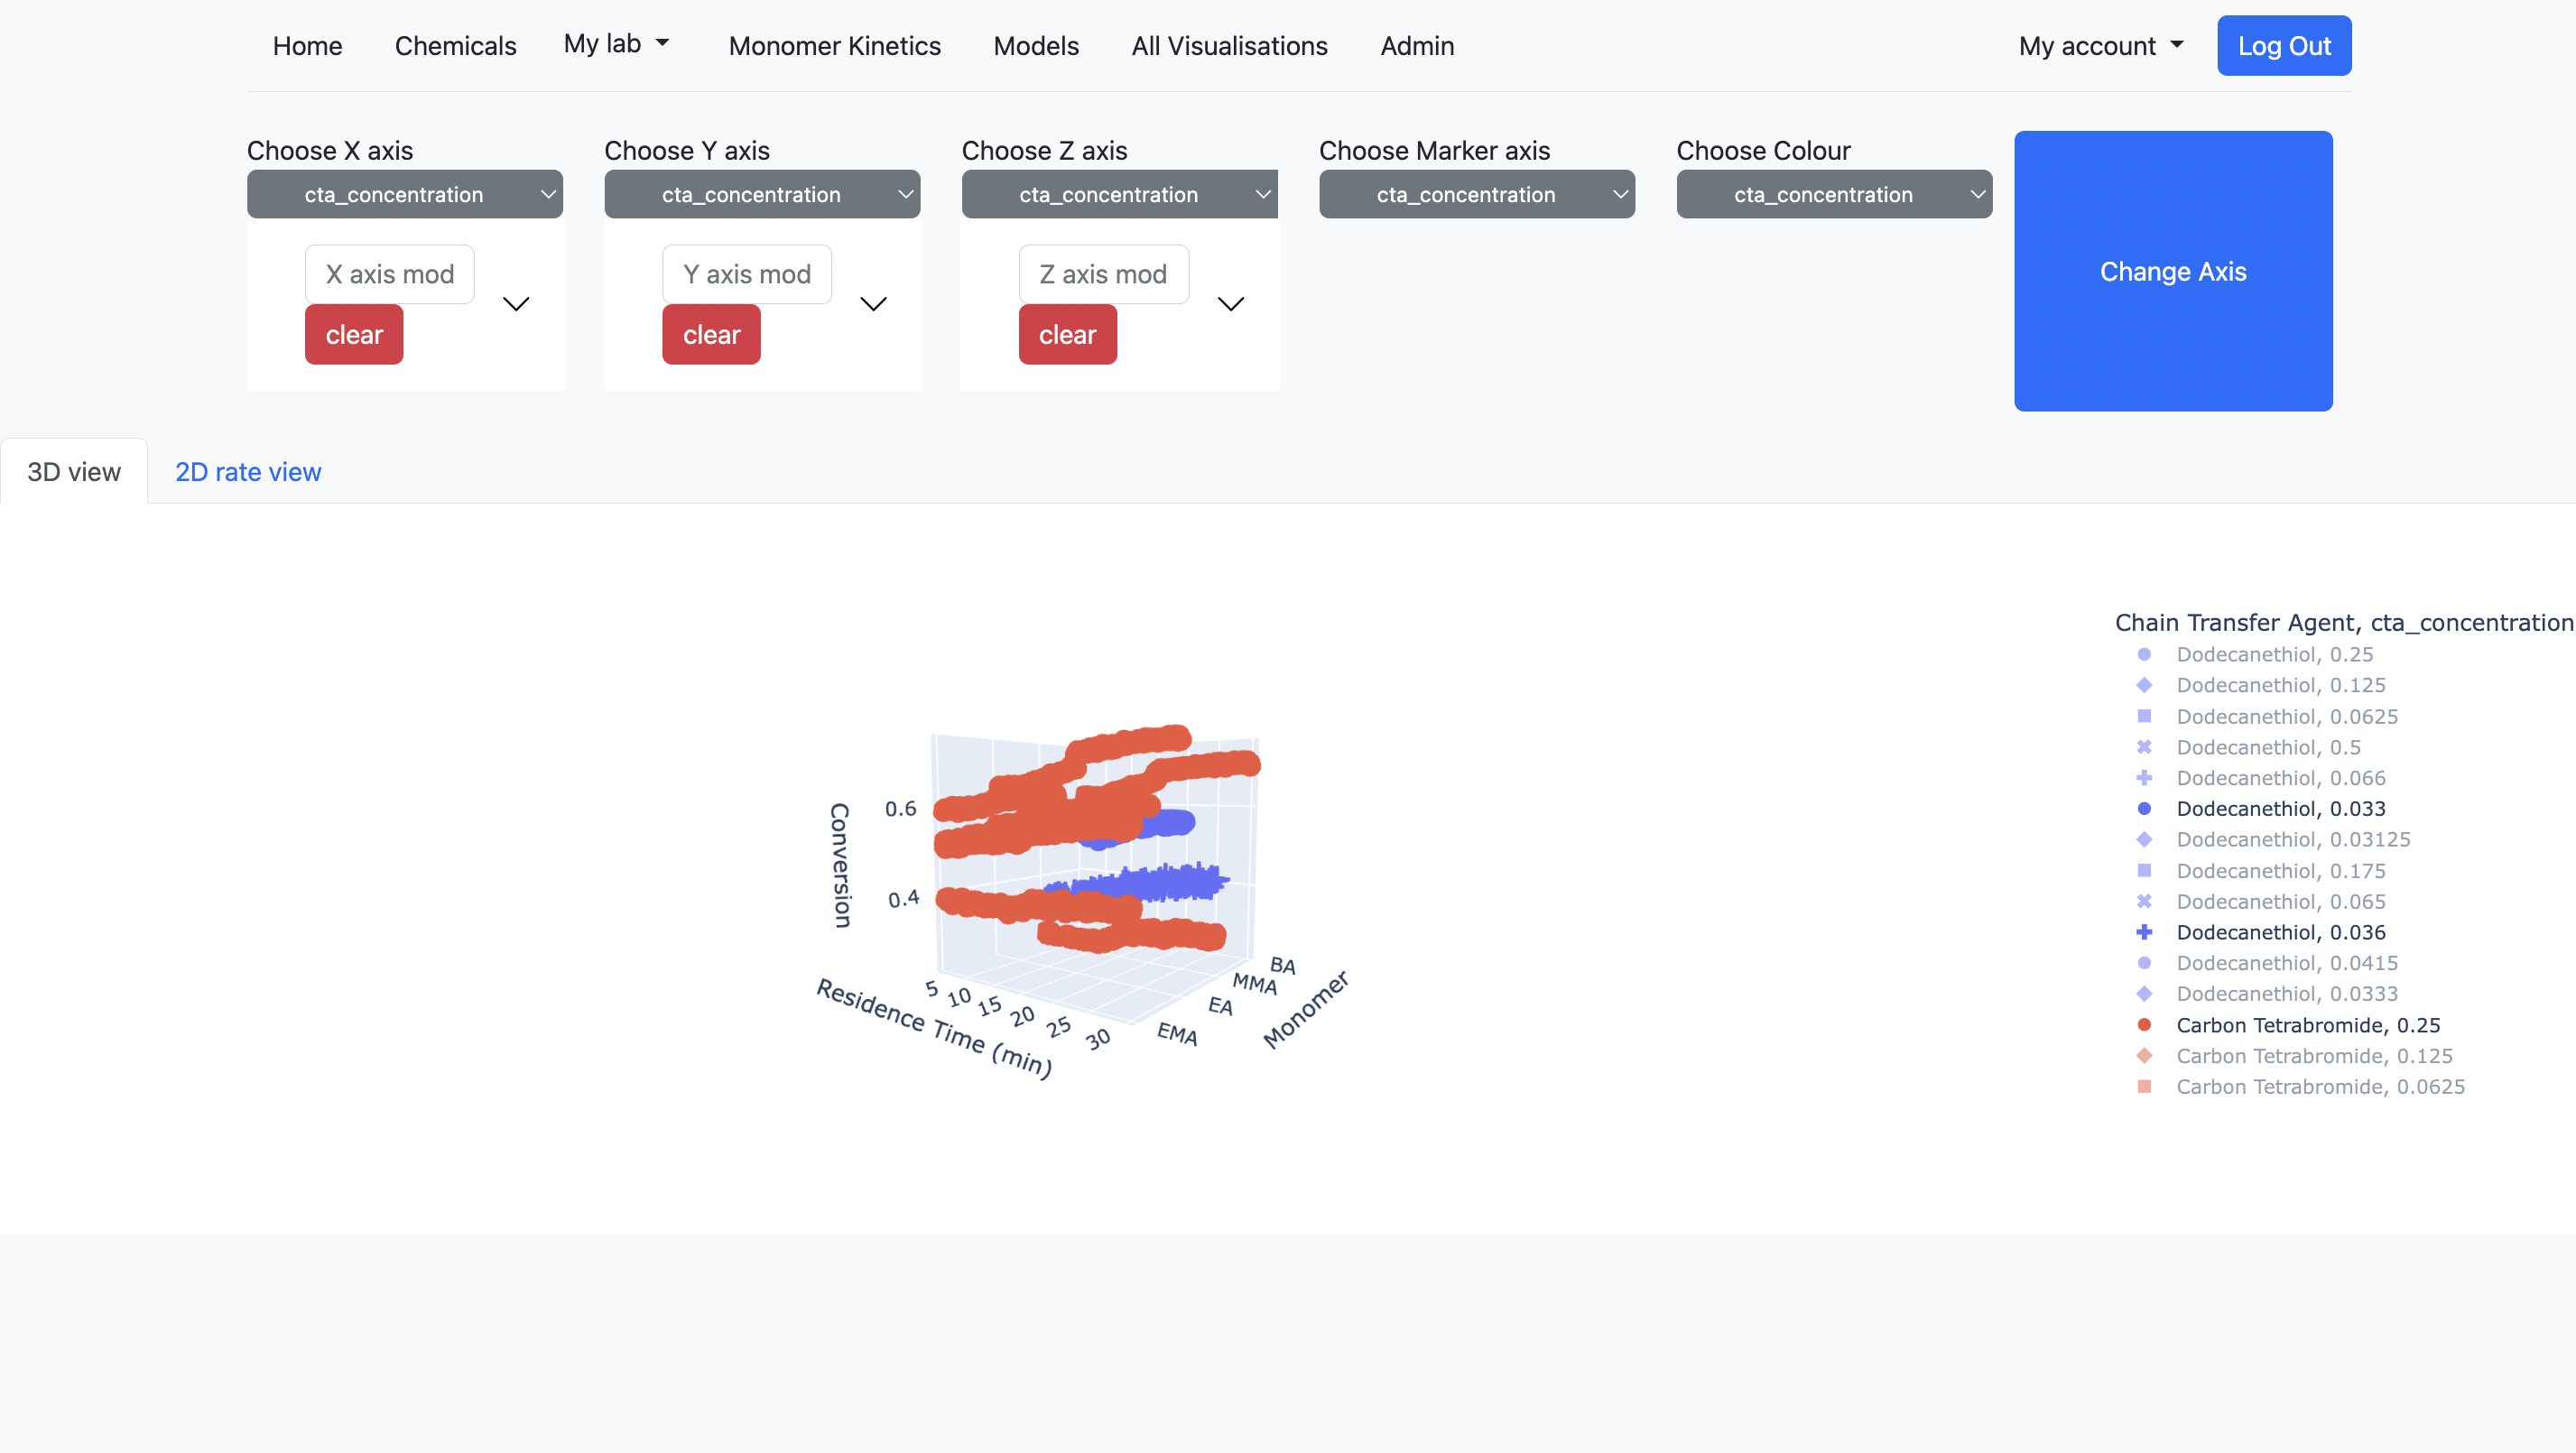 Home Chemicals My lab Monomer Kinetics Models All Visualisations Admin My account Log Out
Choose X axis Choose Y axis Choose Z axis Choose Marker axis Choose Colour
cta_concentration cta_concentration cta_concentration cta_concentration cta_concentration
Change Axis
X axis mod Y axis mod Z axis mod
clear clear clear
3D view 2D rate view
Chain Transfer Agent, cta_concentration
Dodecanethiol, 0.25
Dodecanethiol, 0.125
Dodecanethiol, 0.0625
Dodecanethiol, 0.5
Dodecanethiol, 0.066
Dodecanethiol, 0.033
Dodecanethiol, 0.03125
Dodecanethiol, 0.175
Dodecanethiol, 0.065
Dodecanethiol, 0.036
Dodecanethiol, 0.0415
Dodecanethiol, 0.0333
Carbon Tetrabromide, 0.25
Carbon Tetrabromide, 0.125
Carbon Tetrabromide, 0.0625
Conversion
0.6
0.4
5
10
15
20
25
30
Residence Time (min)
BA
MMA
EA
EMA
Monomer